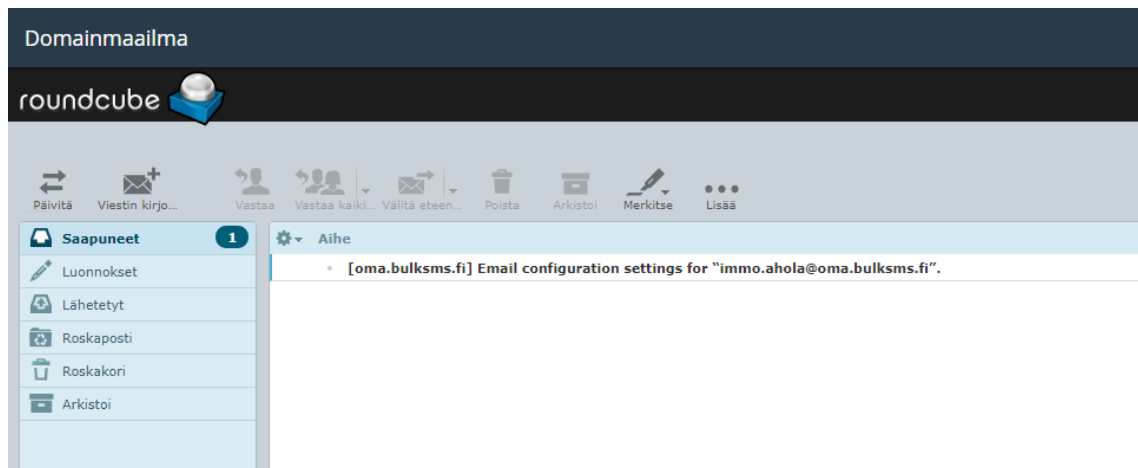 Domainmaailma
roundcube
Päivitä Viestin kirjo... Vastaa Vastaa kaiki... Välitä eteen... Poista Arkistoi Merkitse Lisää
Saapuneet 1
Aihe
[oma.bulksms.fi] Email configuration settings for “immo.ahola@oma.bulksms.fi”.
Luonnokset
Lähetetyt
Roskaposti
Roskakori
Arkistoi